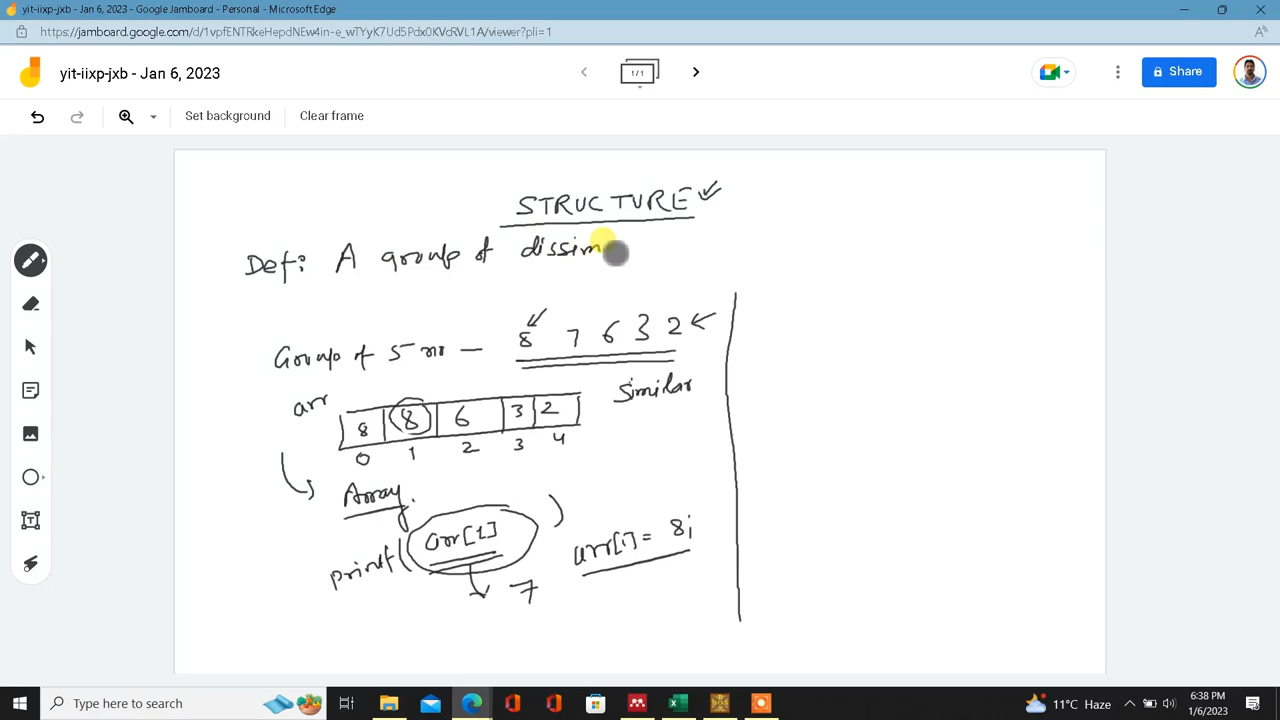 yit-iixp-jxb - Jan 6, 2023 - Google Jamboard - Personal - Microsoft Edge
https://jamboard.google.com/d/1vpfENTRkeHepdNEw4in-e_wTYyK7Ud5Pdx0KVcRVL1A/viewer?pli=1
yit-iixp-jxb - Jan 6, 2023
1/1
Share
Set background
Clear frame
STRUCTURE
Def: A group of dissim
Group of 5 no — 8 7 6 3 2
Similar
arr
8 8 6 3 2
0 1 2 3 4
Array.
printf( arr[1] )
arr[1] = 8;
7
Type here to search
11°C Haze
6:38 PM
1/6/2023